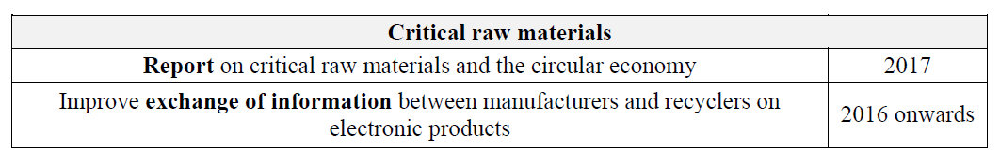 Critical raw materials
Report on critical raw materials and the circular economy 2017
Improve exchange of information between manufacturers and recyclers on
electronic products
2016 onwards